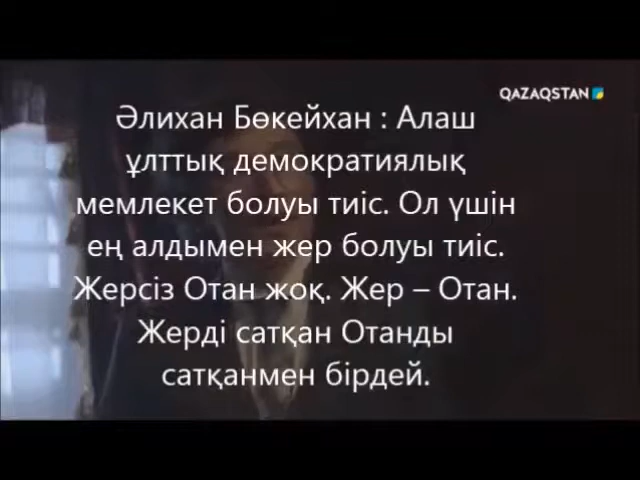 QAZAQSTAN
Әлихан Бөкейхан : Алаш
ұлттық демократиялық
мемлекет болуы тиіс. Ол үшін
ең алдымен жер болуы тиіс.
Жерсіз Отан жоқ. Жер – Отан.
Жерді сатқан Отанды
сатқанмен бірдей.